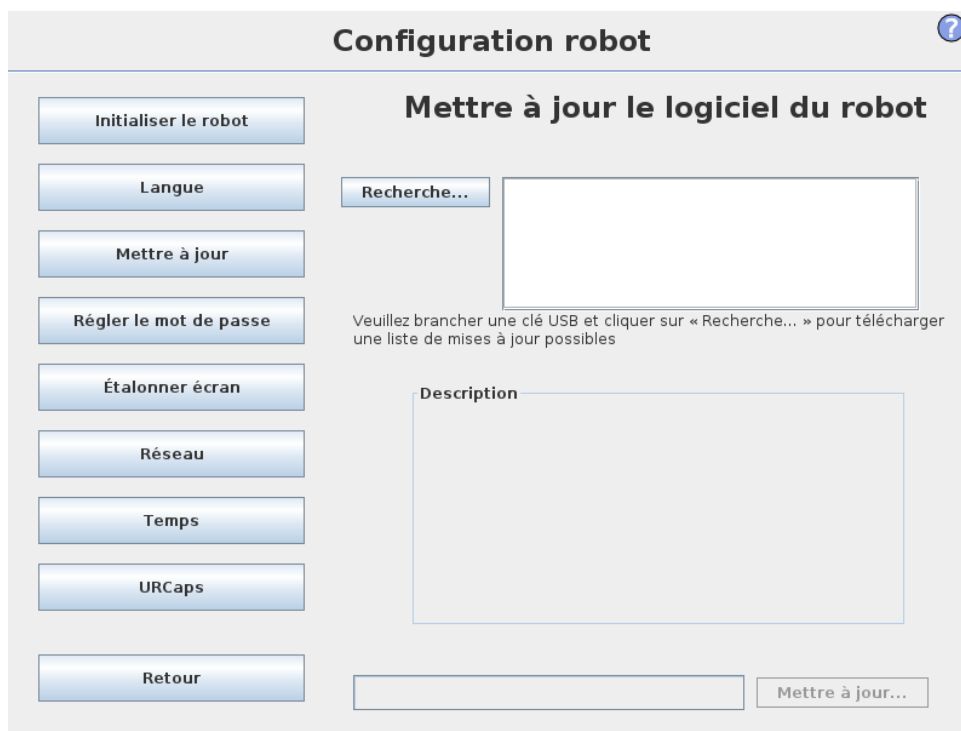 Configuration robot
?
Initialiser le robot
Langue
Mettre à jour
Régler le mot de passe
Étalonner écran
Réseau
Temps
URCaps
Retour
Mettre à jour le logiciel du robot
Recherche...
Veuillez brancher une clé USB et cliquer sur « Recherche... » pour télécharger
une liste de mises à jour possibles
Description
Mettre à jour...